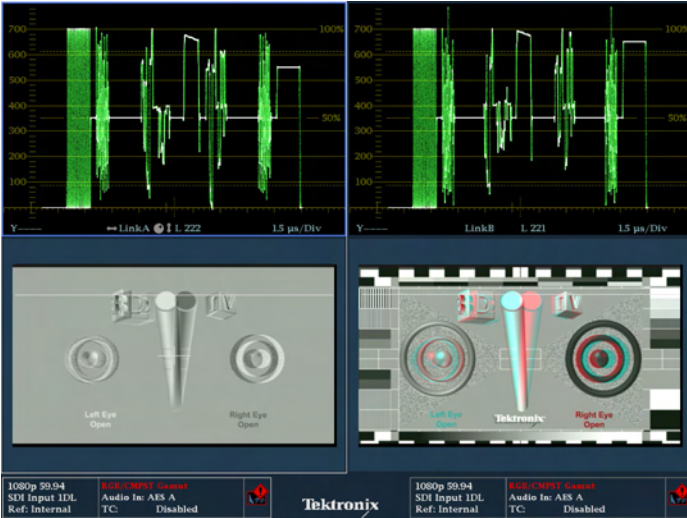 700
600
500
400
300
200
100
100%
50%
Y---- LinkA L 222 1.5 µs/Div
700
600
500
400
300
200
100
100%
50%
Y---- LinkB L 221 1.5 µs/Div
3D TV
Left Eye
Open
Right Eye
Open
3D TV
Left Eye
Open
Tektronix
Right Eye
Open
1080p 59.94
SDI Input 1DL
Ref: Internal
RGB/CMPST Gamut
Audio In: AES A
TC: Disabled
Tektronix
1080p 59.94
SDI Input 1DL
Ref: Internal
RGB/CMPST Gamut
Audio In: AES A
TC: Disabled